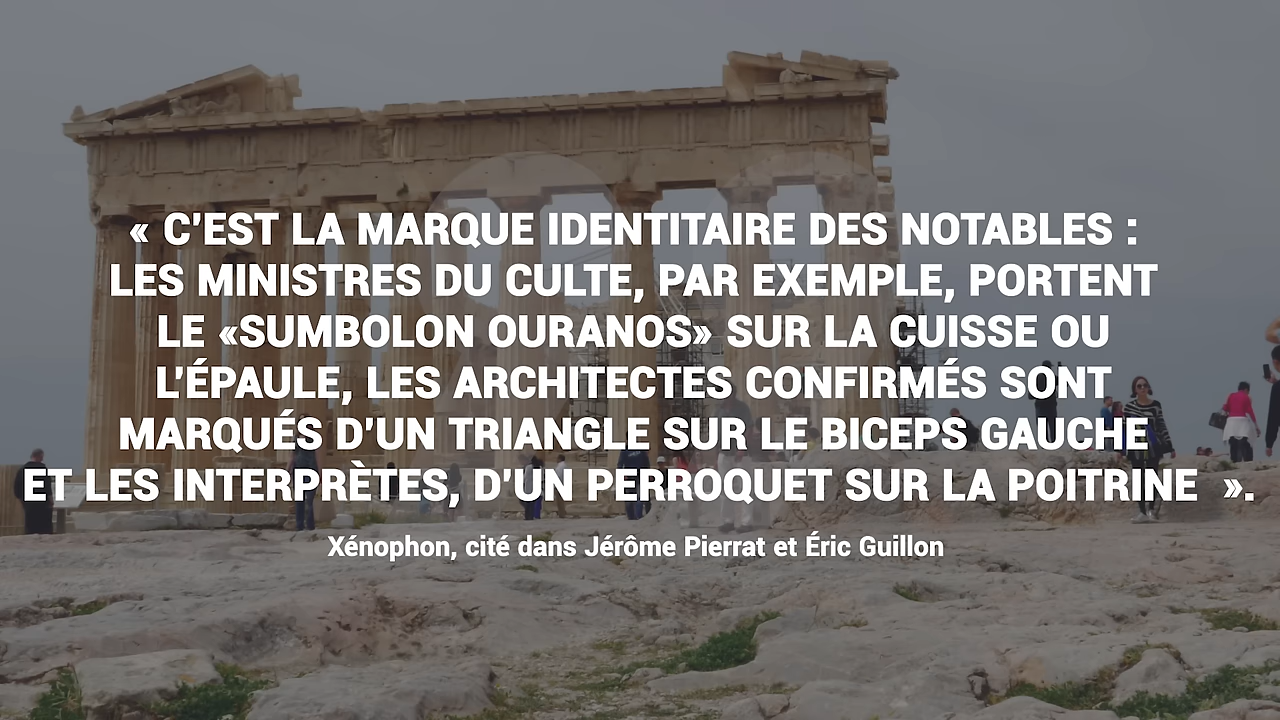 « C'EST LA MARQUE IDENTITAIRE DES NOTABLES :
LES MINISTRES DU CULTE, PAR EXEMPLE, PORTENT
LE «SUMBOLON OURANOS» SUR LA CUISSE OU
L'ÉPAULE, LES ARCHITECTES CONFIRMÉS SONT
MARQUÉS D'UN TRIANGLE SUR LE BICEPS GAUCHE
ET LES INTERPRÈTES, D'UN PERROQUET SUR LA POITRINE ».
Xénophon, cité dans Jérôme Pierrat et Éric Guillon